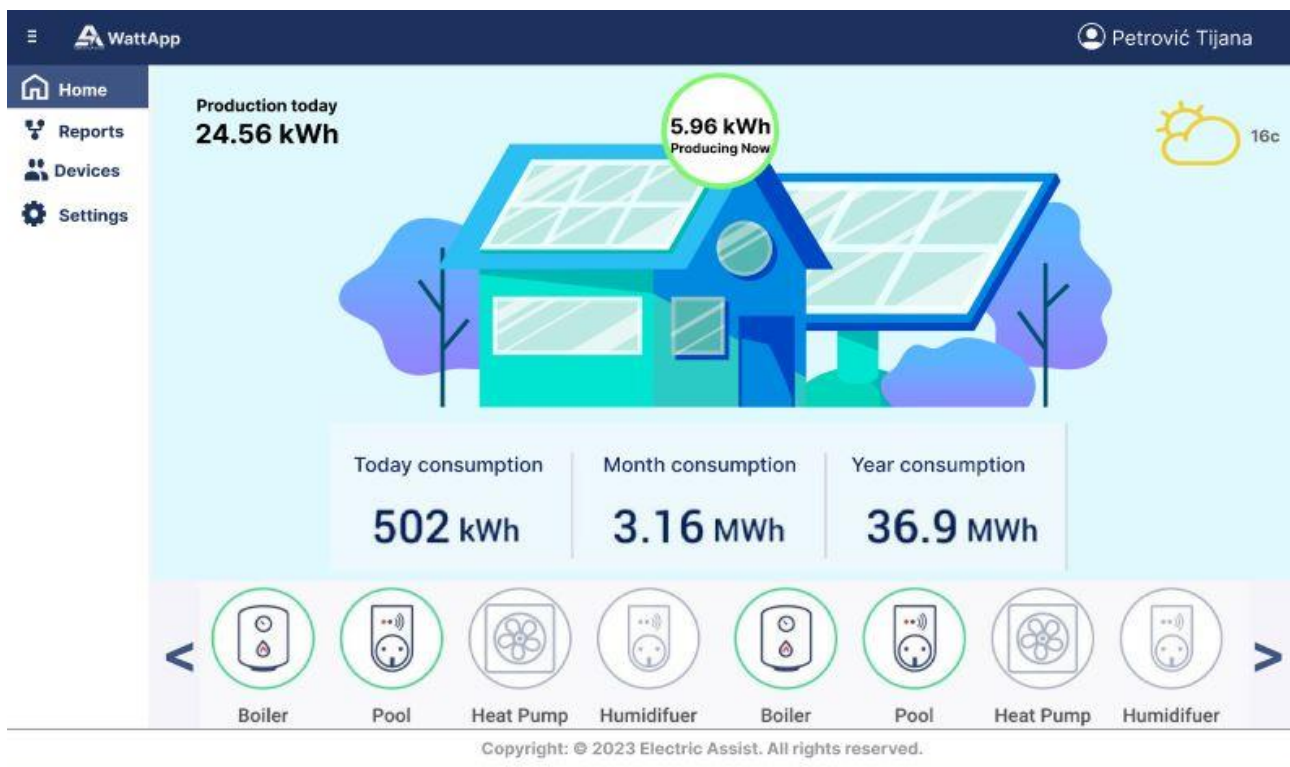 WattApp
Petrović Tijana
Home
Reports
Devices
Settings
Production today
24.56 kWh
5.96 kWh
Producing Now
16c
Today consumption
Month consumption
Year consumption
502 kWh
3.16 MWh
36.9 MWh
<
>
Boiler
Pool
Heat Pump
Humidifuer
Boiler
Pool
Heat Pump
Humidifuer
Copyright: © 2023 Electric Assist. All rights reserved.